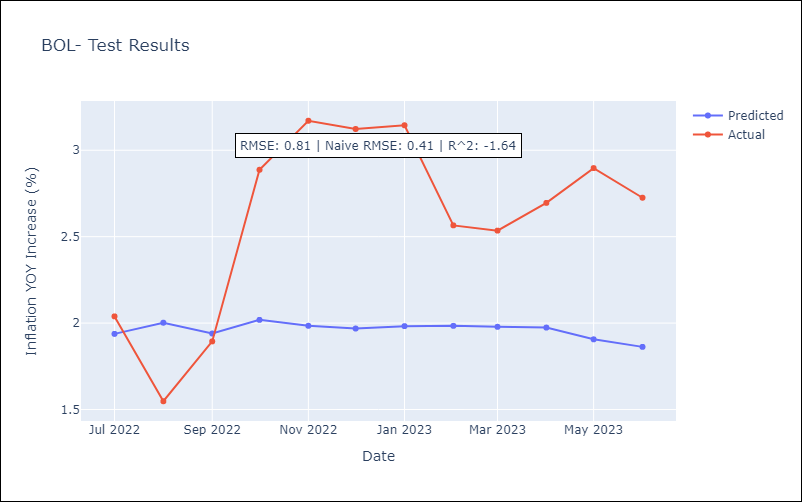 BOL- Test Results
Predicted
Actual
RMSE: 0.81 | Naive RMSE: 0.41 | R^2: -1.64
Inflation YOY Increase (%)
3
2.5
2
1.5
Jul 2022
Sep 2022
Nov 2022
Jan 2023
Mar 2023
May 2023
Date